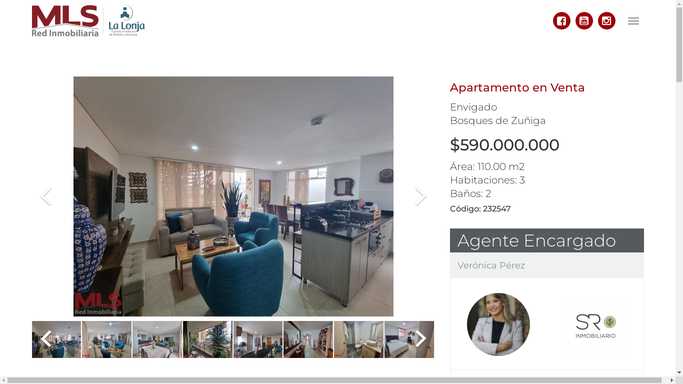 MLS
Red Inmobiliaria
La Lonja
Apartamento en Venta
Envigado
Bosques de Zuñiga
$590.000.000
Área: 110.00 m2
Habitaciones: 3
Baños: 2
Código: 232547
Agente Encargado
Verónica Pérez
MLS
Red Inmobiliaria
SR
INMOBILIARIO